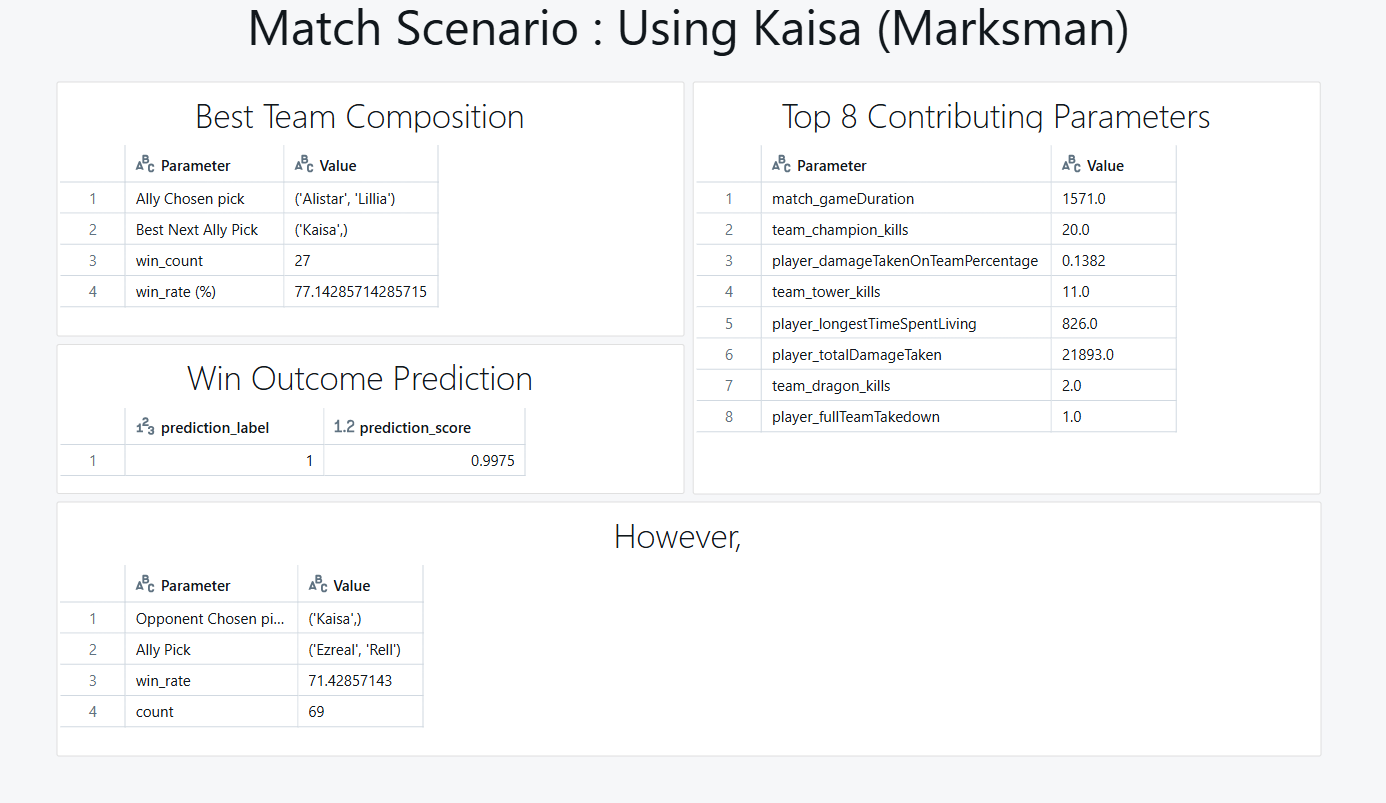 Match Scenario : Using Kaisa (Marksman)
Best Team Composition
Parameter Value
1 Ally Chosen pick ('Alistar', 'Lillia')
2 Best Next Ally Pick ('Kaisa',)
3 win_count 27
4 win_rate (%) 77.14285714285715
Win Outcome Prediction
prediction_label 1.2 prediction_score
1 1 0.9975
Top 8 Contributing Parameters
Parameter Value
1 match_gameDuration 1571.0
2 team_champion_kills 20.0
3 player_damageTakenOnTeamPercentage 0.1382
4 team_tower_kills 11.0
5 player_longestTimeSpentLiving 826.0
6 player_totalDamageTaken 21893.0
7 team_dragon_kills 2.0
8 player_fullTeamTakedown 1.0
However,
Parameter Value
1 Opponent Chosen pi... ('Kaisa',)
2 Ally Pick ('Ezreal', 'Rell')
3 win_rate 71.42857143
4 count 69